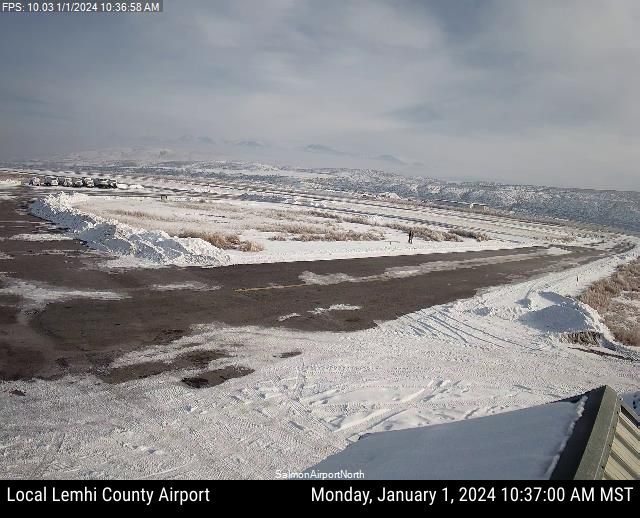 FPS: 10.03 1/1/2024 10:36:58 AM
SalmonAirportNorth
Local Lemhi County Airport
Monday, January 1, 2024 10:37:00 AM MST